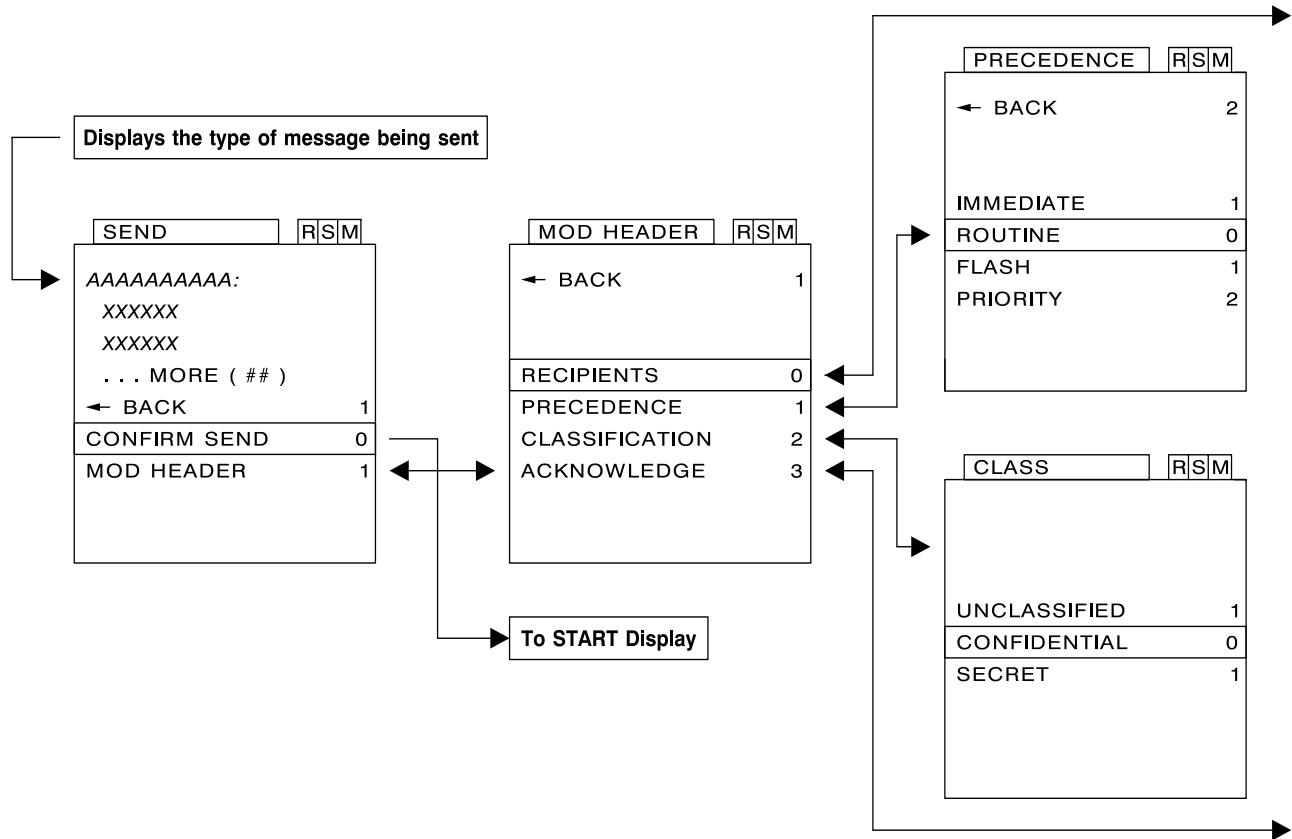 Displays the type of message being sent
SEND R S M
AAAAAAAAAA:
XXXXXX
XXXXXX
. . . MORE ( ## )
← BACK 1
CONFIRM SEND 0
MOD HEADER 1
MOD HEADER R S M
← BACK 1
RECIPIENTS 0
PRECEDENCE 1
CLASSIFICATION 2
ACKNOWLEDGE 3
To START Display
PRECEDENCE R S M
← BACK 2
IMMEDIATE 1
ROUTINE 0
FLASH 1
PRIORITY 2
CLASS R S M
UNCLASSIFIED 1
CONFIDENTIAL 0
SECRET 1